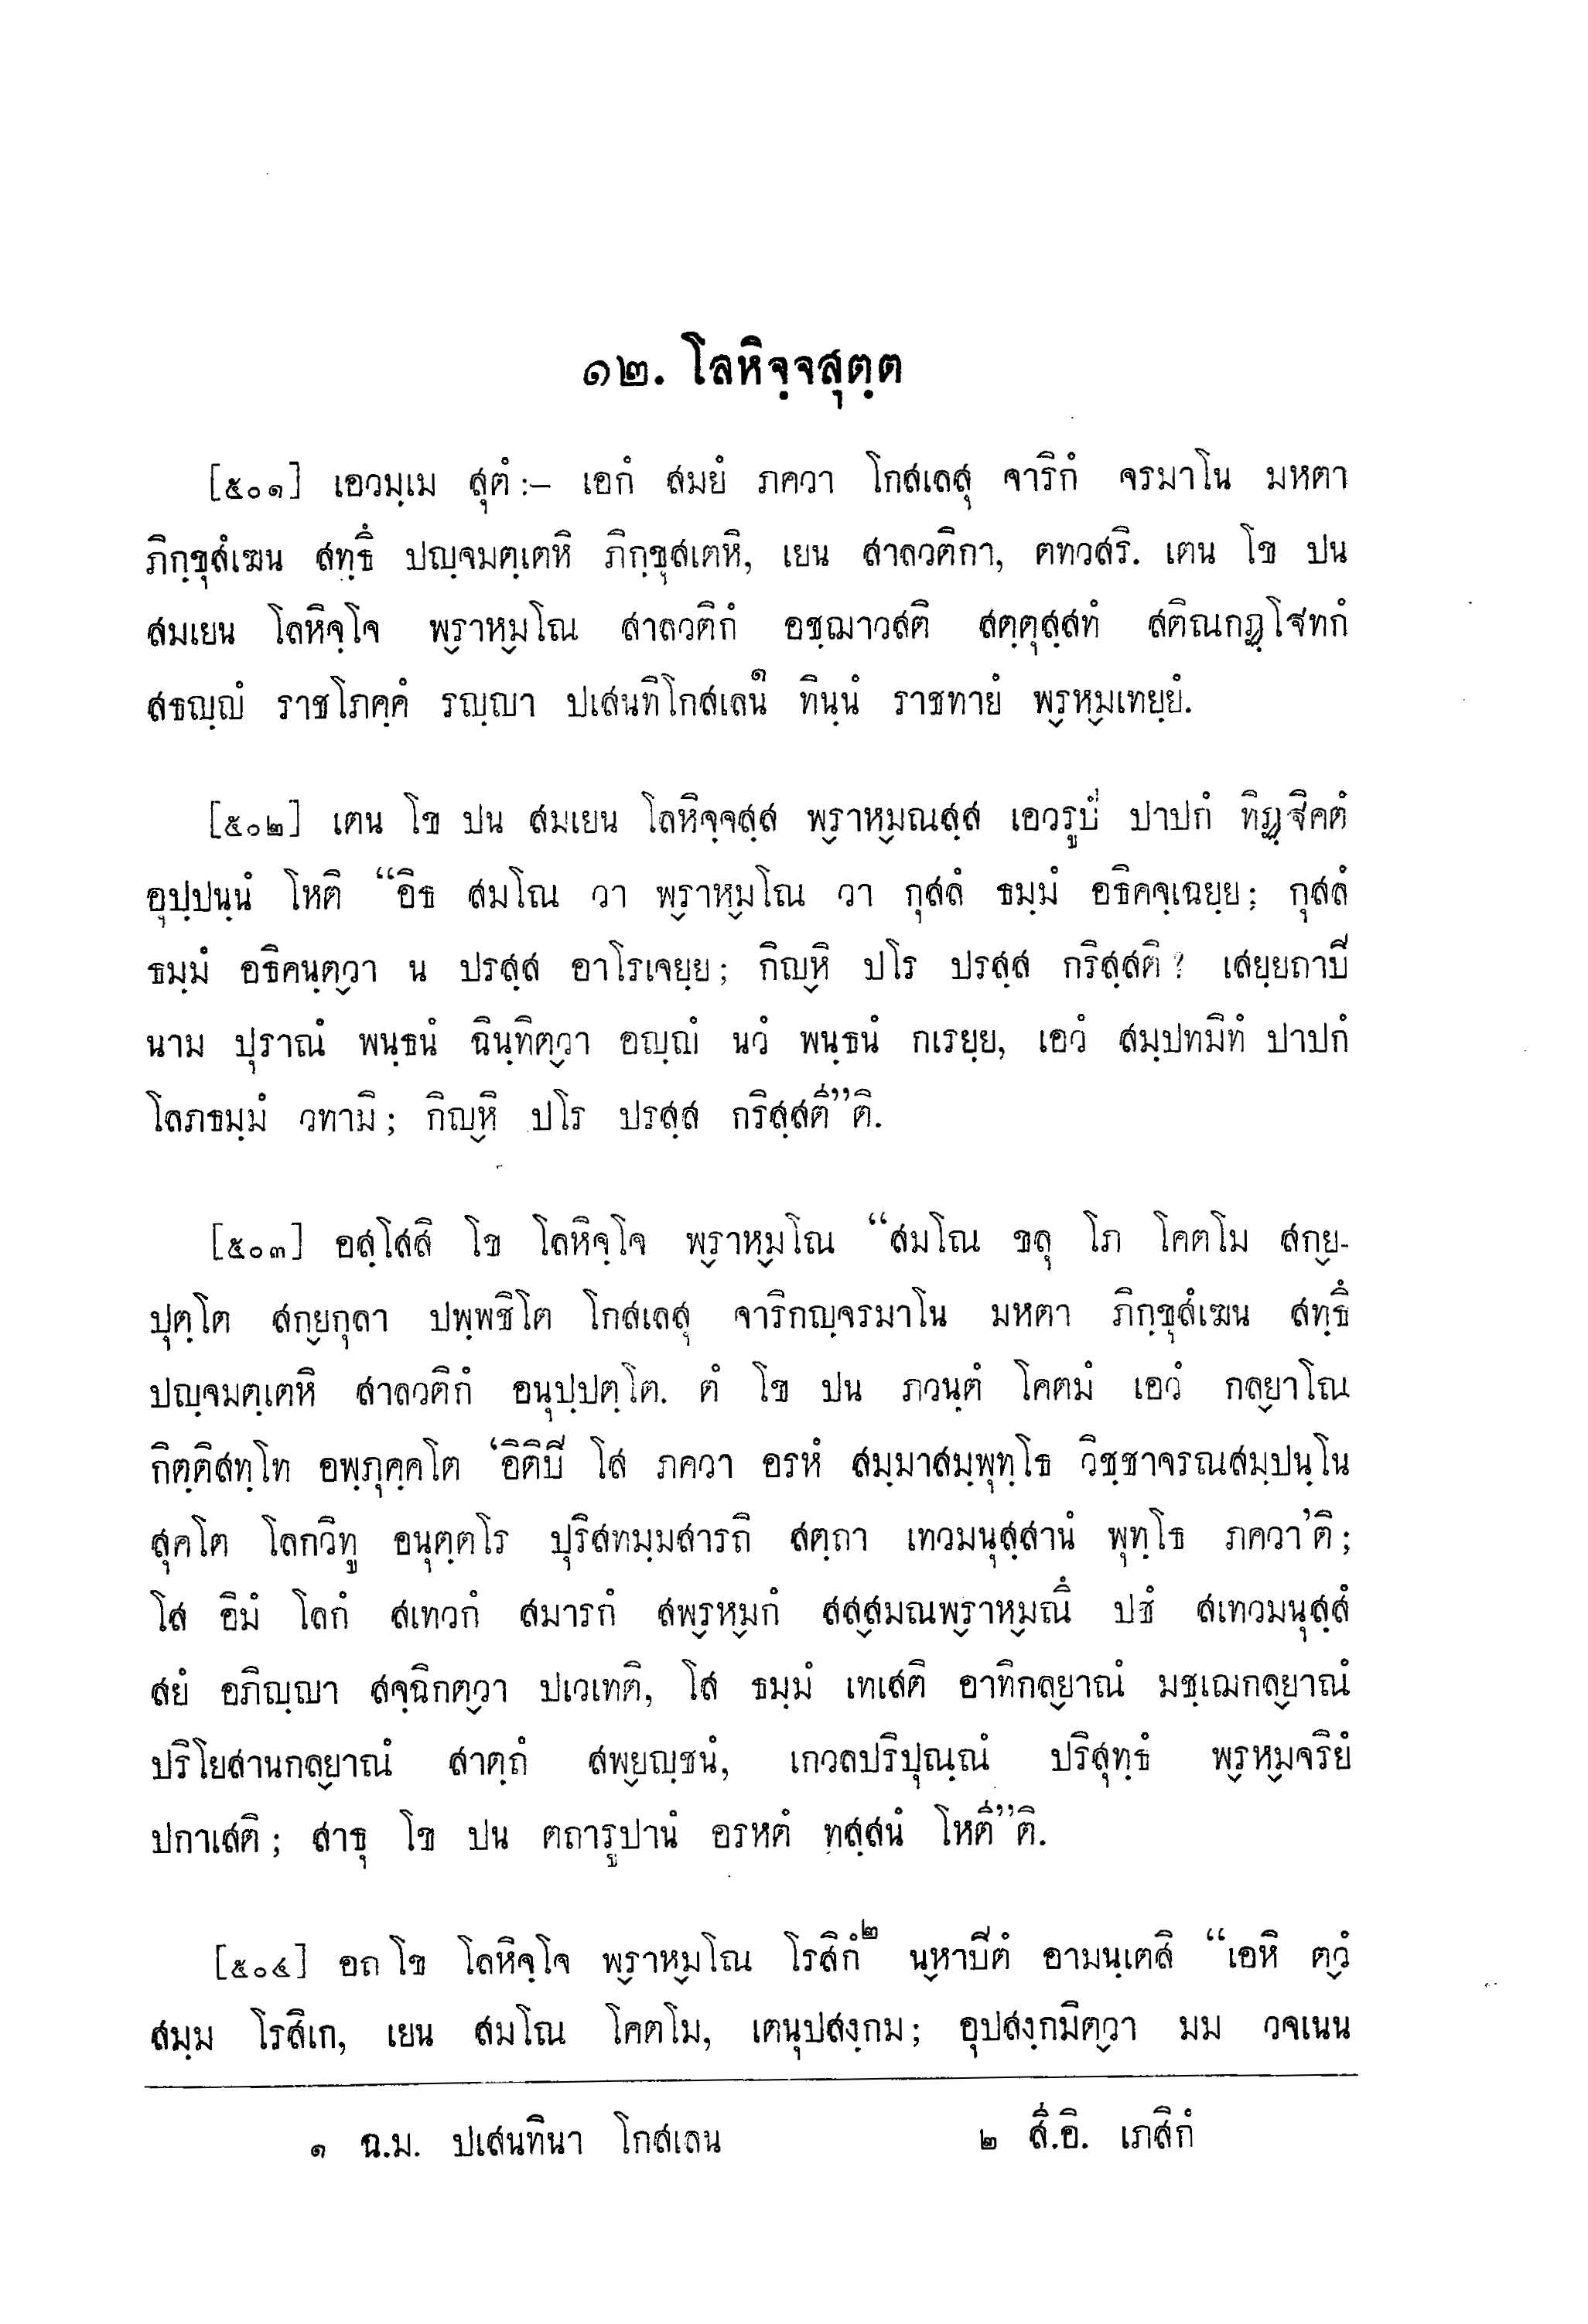 ๑๒. โลหิจฺจสุตฺต
[๕๐๑] เอวมฺเม สุตํ :– เอกํ สมยํ ภควา โกสเลสุ จาริกํ จรมาโน มหตา
ภิกฺขุสํเฆน สทฺธึ ปญฺจมตฺเตหิ ภิกฺขุสเตหิ, เยน สาลวติกา, ตทวสริ. เตน โข ปน
สมเยน โลหิจฺโจ พฺราหฺมโณ สาลวติกํ อชฺฌาวสติ สตฺตุสฺสทํ สติณกฏฺโฐทกํ
สธญฺญํ ราชโภคฺคํ รญฺญา ปเสนทิโกสเลน๑ ทินฺนํ ราชทายํ พฺรหฺมเทยฺยํ.
[๕๐๒] เตน โข ปน สมเยน โลหิจฺจสฺส พฺราหฺมณสฺส เอวรูปํ ปาปกํ ทิฏฺฐิคตํ
อุปฺปนฺนํ โหติ “อิธ สมโณ วา พฺราหฺมโณ วา กุสลํ ธมฺมํ อธิคจฺเฉยฺย; กุสลํ
ธมฺมํ อธิคนฺตฺวา น ปรสฺส อาโรเจยฺย; กิญฺหิ ปโร ปรสฺส กริสฺสติ? เสยฺยถาปิ
นาม ปุราณํ พนฺธนํ ฉินฺทิตฺวา อญฺญํ นวํ พนฺธนํ กเรยฺย, เอวํ สมฺปทมิทํ ปาปกํ
โลภธมฺมํ วทามิ; กิญฺหิ ปโร ปรสฺส กริสฺสตี”ติ.
[๕๐๓] อสฺโสสิ โข โลหิจฺโจ พฺราหฺมโณ “สมโณ ขลุ โภ โคตโม สกฺย-
ปุตฺโต สกฺยกุลา ปพฺพชิโต โกสเลสุ จาริกญฺจรมาโน มหตา ภิกฺขุสํเฆน สทฺธึ
ปญฺจมตฺเตหิ สาลวติกํ อนุปฺปตฺโต. ตํ โข ปน ภวนฺตํ โคตมํ เอวํ กลฺยาโณ
กิตฺติสทฺโท อพฺภุคฺคโต ‘อิติปิ โส ภควา อรหํ สมฺมาสมฺพุทฺโธ วิชฺชาจรณสมฺปนฺโน
สุคโต โลกวิทู อนุตฺตโร ปุริสทมฺมสารถิ สตฺถา เทวมนุสฺสานํ พุทฺโธ ภควา’ติ;
โส อิมํ โลกํ สเทวกํ สมารกํ สพฺรหฺมกํ สสฺสมณพฺราหฺมณึ ปชํ สเทวมนุสฺสํ
สยํ อภิญฺญา สจฺฉิกตฺวา ปเวเทติ, โส ธมฺมํ เทเสติ อาทิกลฺยาณํ มชฺเฌกลฺยาณํ
ปริโยสานกลฺยาณํ สาตฺถํ สพฺยญฺชนํ, เกวลปริปุณฺณํ ปริสุทฺธํ พฺรหฺมจริยํ
ปกาเสติ; สาธุ โข ปน ตถารูปานํ อรหตํ ทสฺสนํ โหตี”ติ.
[๕๐๔] อถ โข โลหิจฺโจ พฺราหฺมโณ โรสิกํ๒ นฺหาปิตํ อามนฺเตสิ “เอหิ ตฺวํ
สมฺม โรสิเก, เยน สมโณ โคตโม, เตนุปสงฺกม; อุปสงฺกมิตฺวา มม วจเนน
๑ ฉ.ม. ปเสนทินา โกสเลน ๒ สี.อิ. เภสิกํ